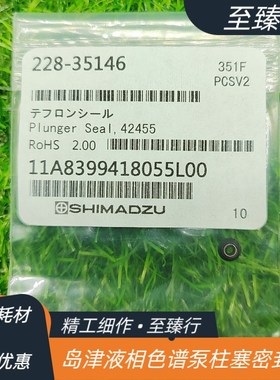 至臻
228-35146
351F
PCSV2
テフロンシール
Plunger Seal,42455
RoHS 2.00
11A8399418055L00
SHIMADZU
10
耗材
优惠
精工细作·至臻行
岛津液相色谱泵柱塞密封